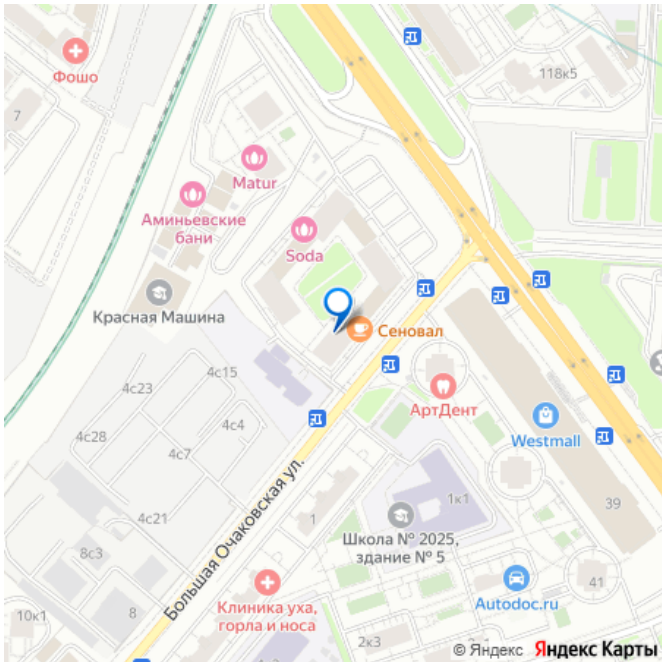 Фошо
7
118к5
Matur
Аминьевские
бани
Soda
Красная Машина
Сеновал
4с15
4с23
АртДент
4с4
4с28
Westmall
4с7
Большая Очаковская ул.
1к1
39
4с21
1
Школа № 2025,
здание № 5
8с3
41
Autodoc.ru
Клиника уха,
горла и носа
8
10к1
2к3
© Яндекс Яндекс Карты